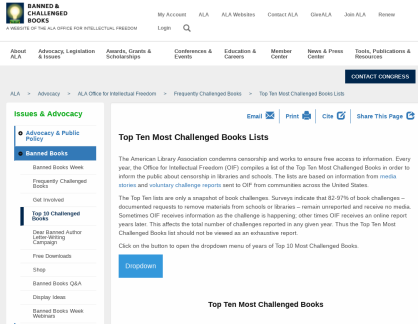 BANNED &
CHALLENGED
BOOKS
A WEBSITE OF THE ALA OFFICE FOR INTELLECTUAL FREEDOM
My Account ALA ALA Websites Contact ALA GiveALA Join ALA Renew
Login
About ALA Advocacy, Legislation & Issues Awards, Grants & Scholarships Conferences & Events Education & Careers Member Center News & Press Center Tools, Publications & Resources
CONTACT CONGRESS
ALA > Advocacy > ALA Office for Intellectual Freedom > Frequently Challenged Books > Top Ten Most Challenged Books Lists
Issues & Advocacy
Advocacy & Public
Policy
Banned Books
Banned Books Week
Frequently Challenged
Books
Get Involved
Top 10 Challenged
Books
Dear Banned Author
Letter-Writing
Campaign
Free Downloads
Shop
Banned Books Q&A
Display Ideas
Banned Books Week
Webinars
Email Print Cite Share This Page
Top Ten Most Challenged Books Lists
The American Library Association condemns censorship and works to ensure free access to information. Every
year, the Office for Intellectual Freedom (OIF) compiles a list of the Top Ten Most Challenged Books in order to
inform the public about censorship in libraries and schools. The lists are based on information from media
stories and voluntary challenge reports sent to OIF from communities across the United States.
The Top Ten lists are only a snapshot of book challenges. Surveys indicate that 82-97% of book challenges –
documented requests to remove materials from schools or libraries – remain unreported and receive no media.
Sometimes OIF receives information as the challenge is happening, other times OIF receives an online report
years later. This affects the total number of challenges reported in any given year. Thus the Top Ten Most
Challenged Books list should not be viewed as an exhaustive report.
Click on the button to open the dropdown menu of years of Top 10 Most Challenged Books.
Dropdown
Top Ten Most Challenged Books